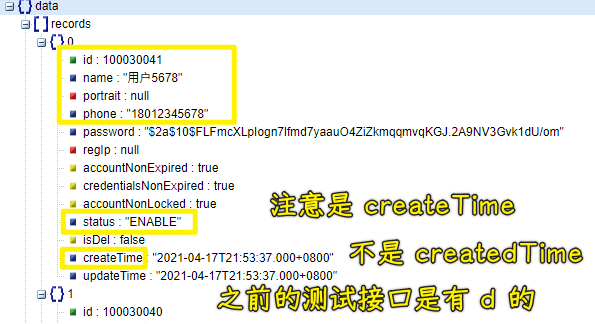 data
records
0
id : 100030041
name : "用户5678"
portrait : null
phone : "18012345678"
password : "$2a$10$FLFmcXLplogn7lfmd7yaauO4ZiZkmqqmvqKGJ.2A9NV3Gvk1dU/om"
regIp : null
accountNonExpired : true
credentialsNonExpired : true
accountNonLocked : true
注意是 createTime
status : "ENABLE"
isDel : false
不是 createdTime
createTime : "2021-04-17T21:53:37.000+0800"
updateTime : "2021-04-17T21:53:37.000+0800"
之前的测试接口是有 d 的
1
id : 100030040